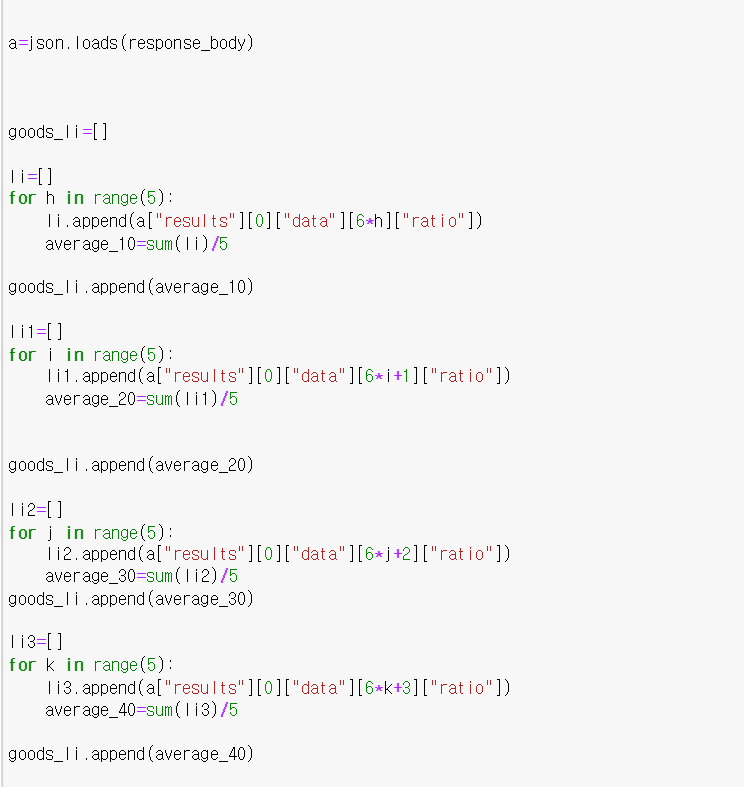 a=json.loads(response_body)
goods_li=[]
li=[]
for h in range(5):
    li.append(a["results"][0]["data"][6*h]["ratio"])
    average_10=sum(li)/5
goods_li.append(average_10)
li1=[]
for i in range(5):
    li1.append(a["results"][0]["data"][6*i+1]["ratio"])
    average_20=sum(li1)/5
goods_li.append(average_20)
li2=[]
for j in range(5):
    li2.append(a["results"][0]["data"][6*j+2]["ratio"])
    average_30=sum(li2)/5
goods_li.append(average_30)
li3=[]
for k in range(5):
    li3.append(a["results"][0]["data"][6*k+3]["ratio"])
    average_40=sum(li3)/5
goods_li.append(average_40)